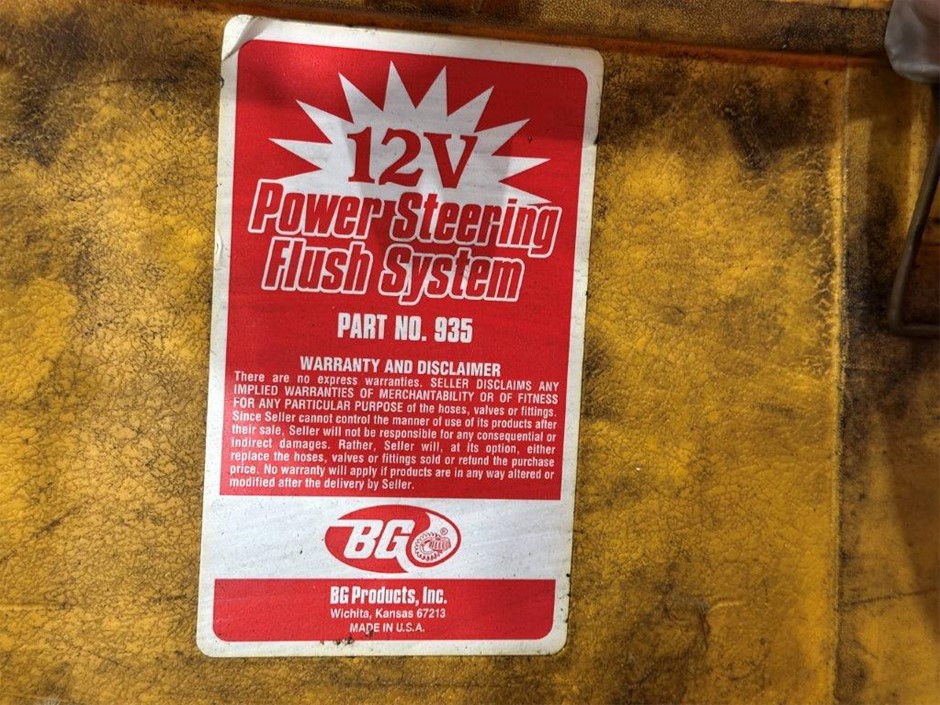 12V
Power Steering
Flush System
PART NO. 935
WARRANTY AND DISCLAIMER
There are no express warranties. SELLER DISCLAIMS ANY
IMPLIED WARRANTIES OF MERCHANTABILITY OR OF FITNESS
FOR ANY PARTICULAR PURPOSE of the hoses, valves or fittings.
Since Seller cannot control the manner of use of its products after
their sale, Seller will not be responsible for any consequential or
indirect damages. Rather, Seller will, at its option, either
replace the hoses, valves or fittings sold or refund the purchase
price. No warranty will apply if products are in any way altered or
modified after the delivery by Seller.
BG ®
BG Products, Inc.
Wichita, Kansas 67213
MADE IN U.S.A.